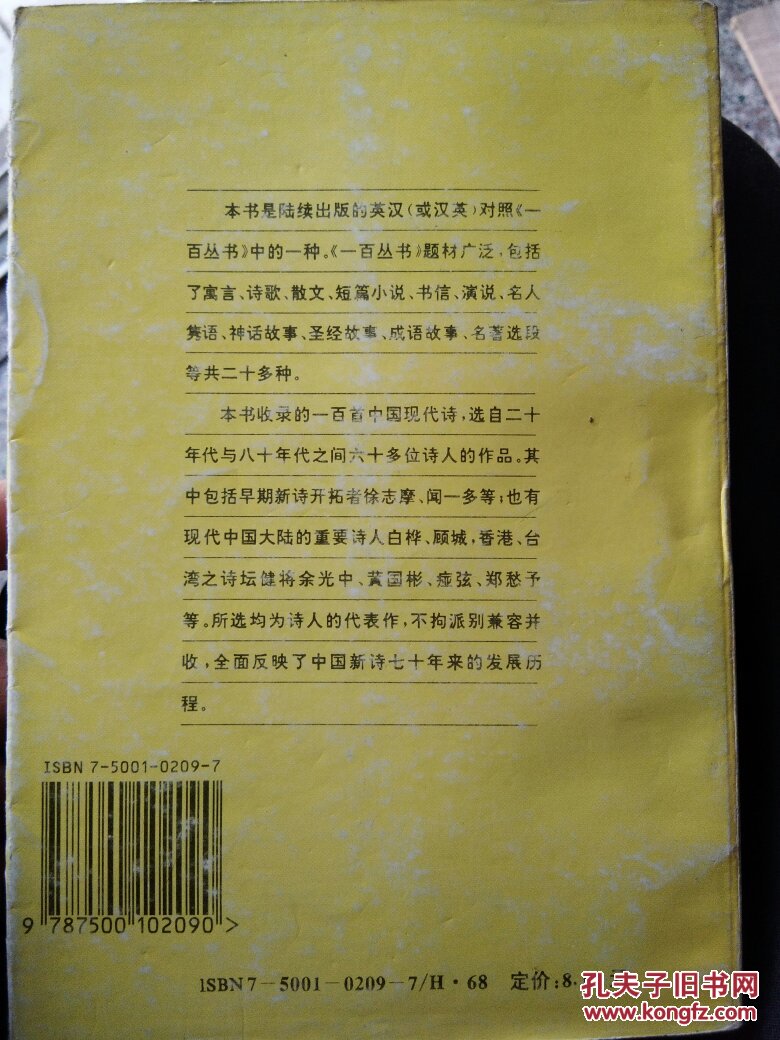 本书是陆续出版的英汉(或汉英)对照《一
百丛书》中的一种。《一百丛书》题材广泛,包括
了寓言、诗歌、散文、短篇小说、书信、演说、名人
隽语、神话故事、圣经故事、成语故事、名著选段
等共二十多种。
本书收录的一百首中国现代诗,选自二十
年代与八十年代之间六十多位诗人的作品。其
中包括早期新诗开拓者徐志摩、闻一多等;也有
现代中国大陆的重要诗人白桦、顾城,香港、台
湾之诗坛健将余光中、黄国彬、痖弦、郑愁予
等。所选均为诗人的代表作,不拘派别兼容并
收,全面反映了中国新诗七十年来的发展历
程。
ISBN 7-5001-0209-7
9 787500 102090 >
ISBN7-5001-0209-7/H·68 定价:8.
孔夫子旧书网
www.kongfz.com